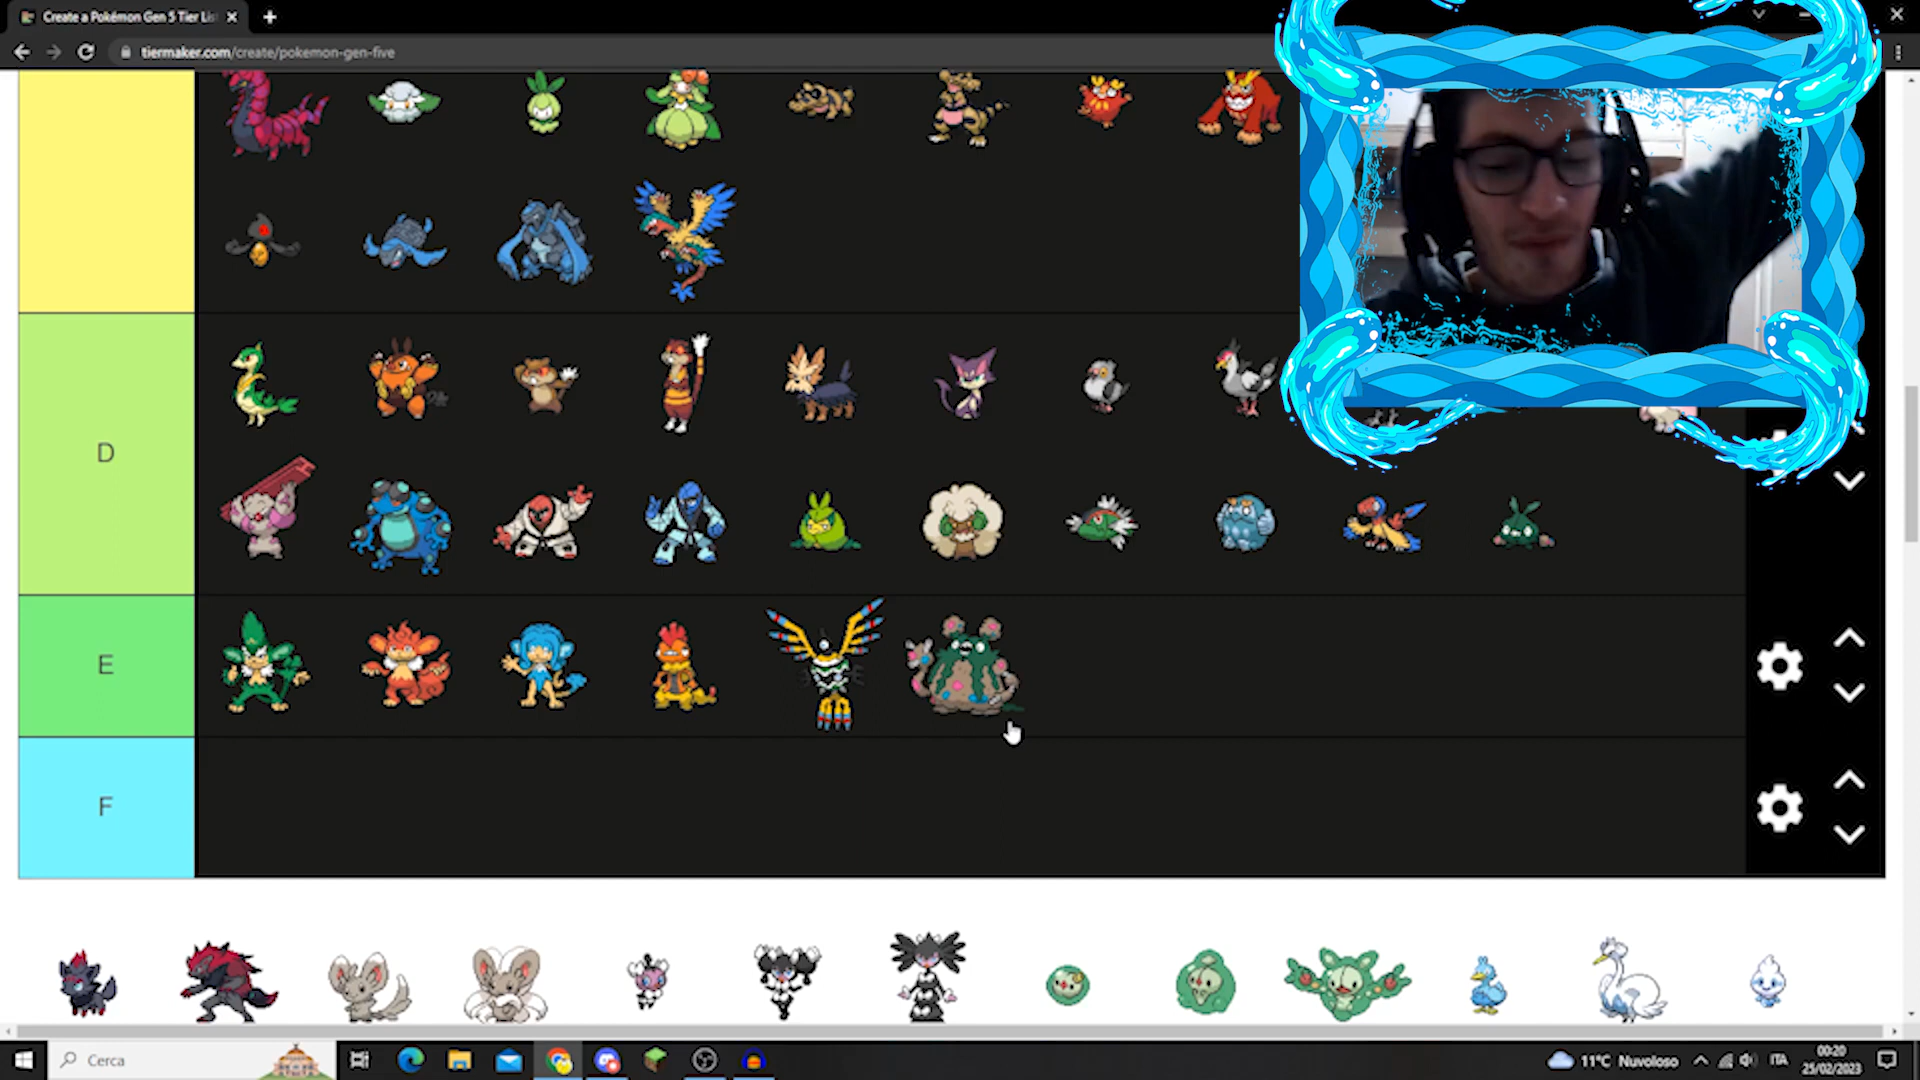 Create a Pokémon Gen 5 Tier Lis
tiermaker.com/create/pokemon-gen-five
D
E
F
Cerca
11°C Nuvoloso
ITA
00:20
25/02/2023